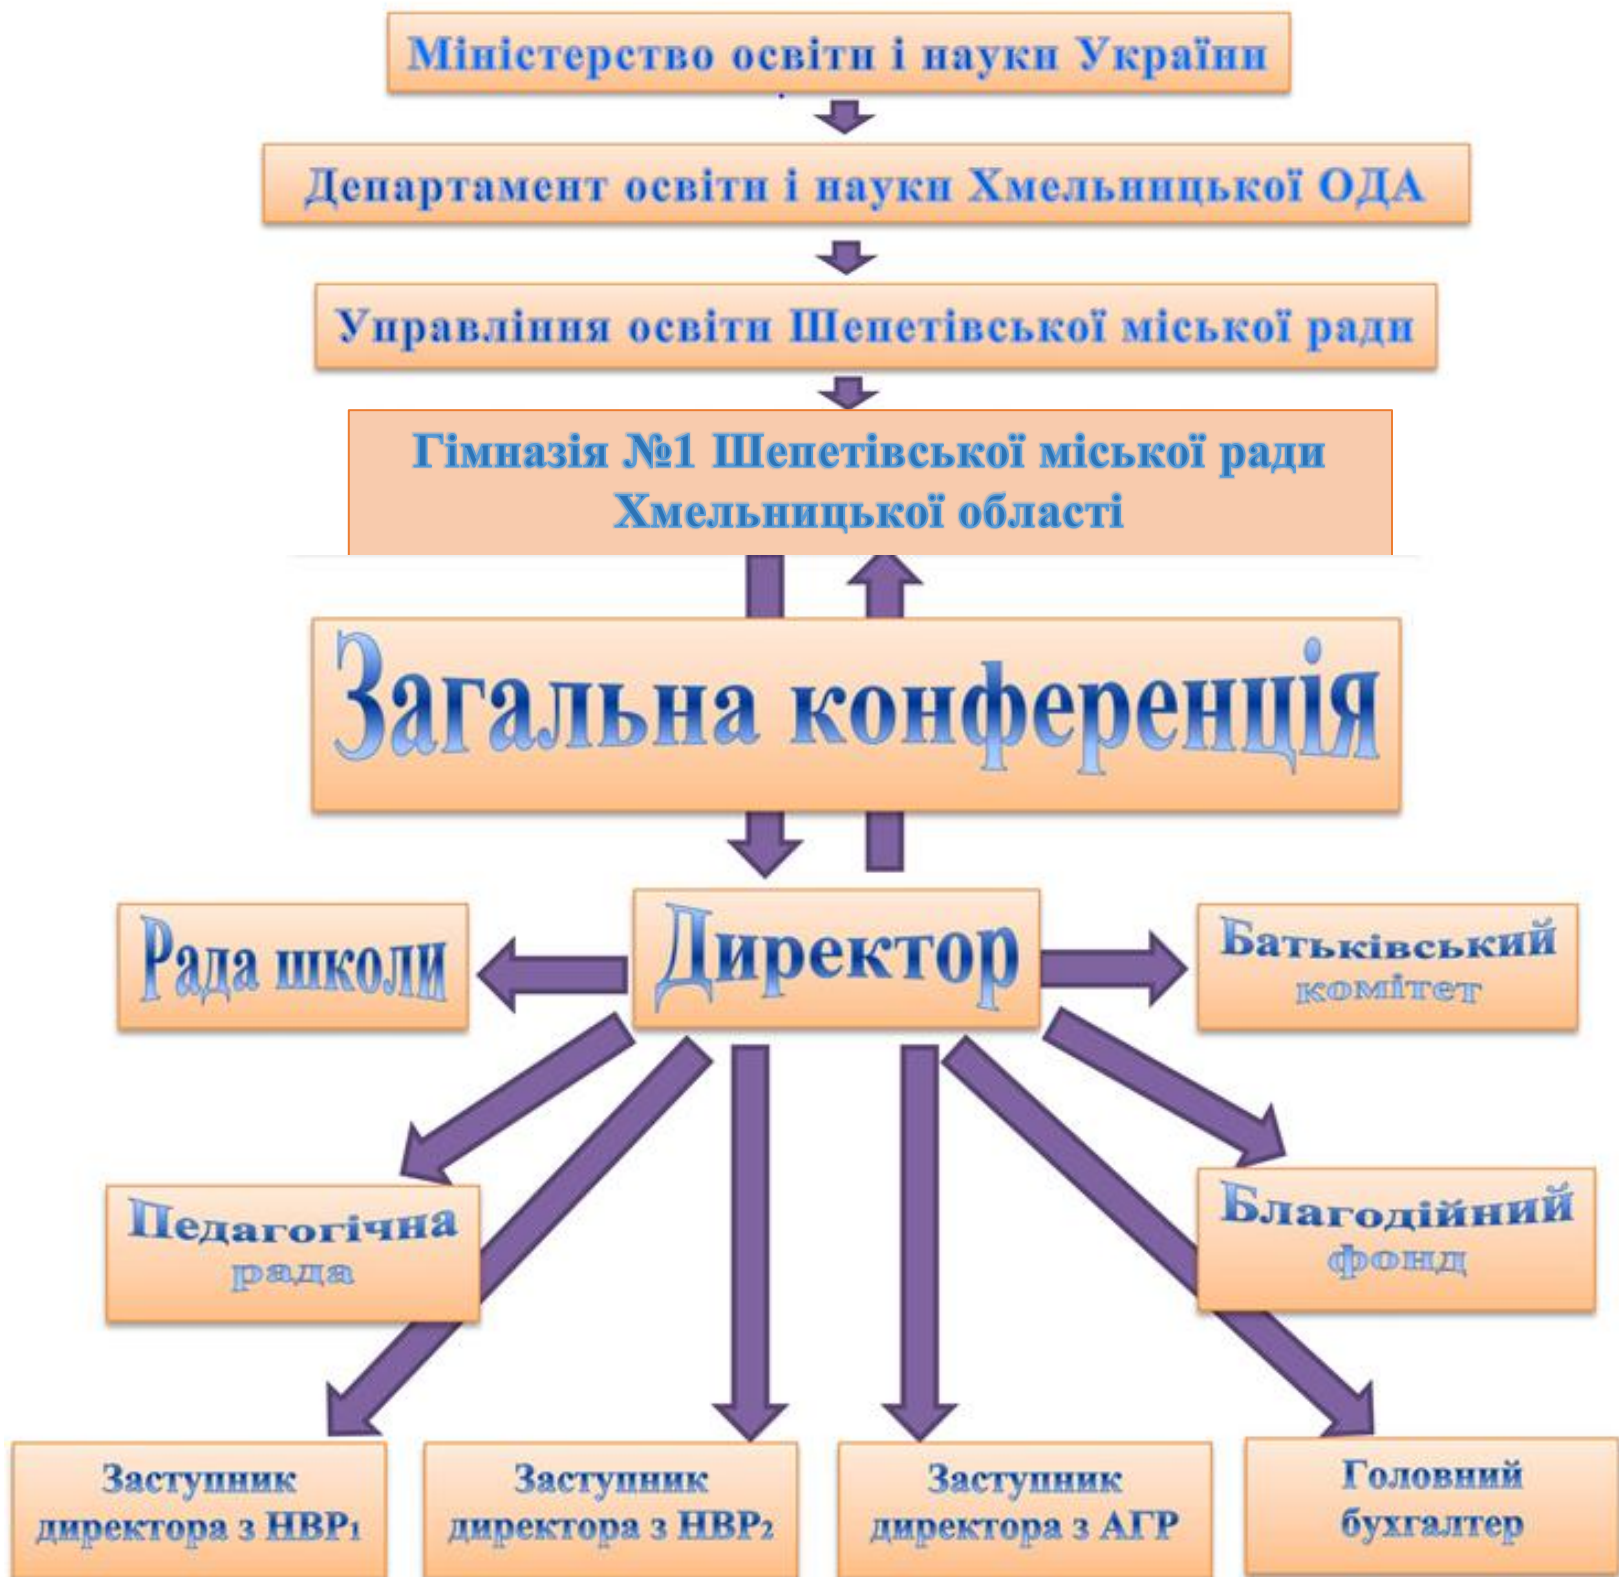 Міністерство освіти і науки України
Департамент освіти і науки Хмельницької ОДА
Управління освіти Шепетівської міської ради
Гімназія №1 Шепетівської міської ради
Хмельницької області
Загальна конференція
Рада школи
Директор
Батьківський
комітет
Педагогічна
рада
Благодійний
фонд
Заступник
директора з НВР1
Заступник
директора з НВР2
Заступник
директора з АГР
Головний
бухгалтер